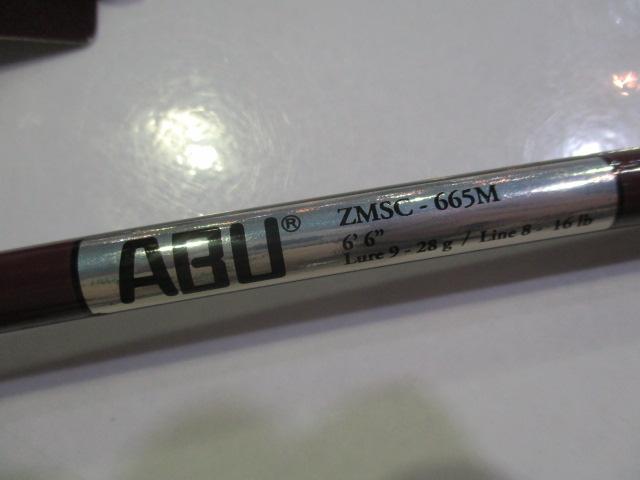 ABU®
ZMSC - 665M
6' 6"
Lure 9 - 28 g / Line 8 - 16 lb